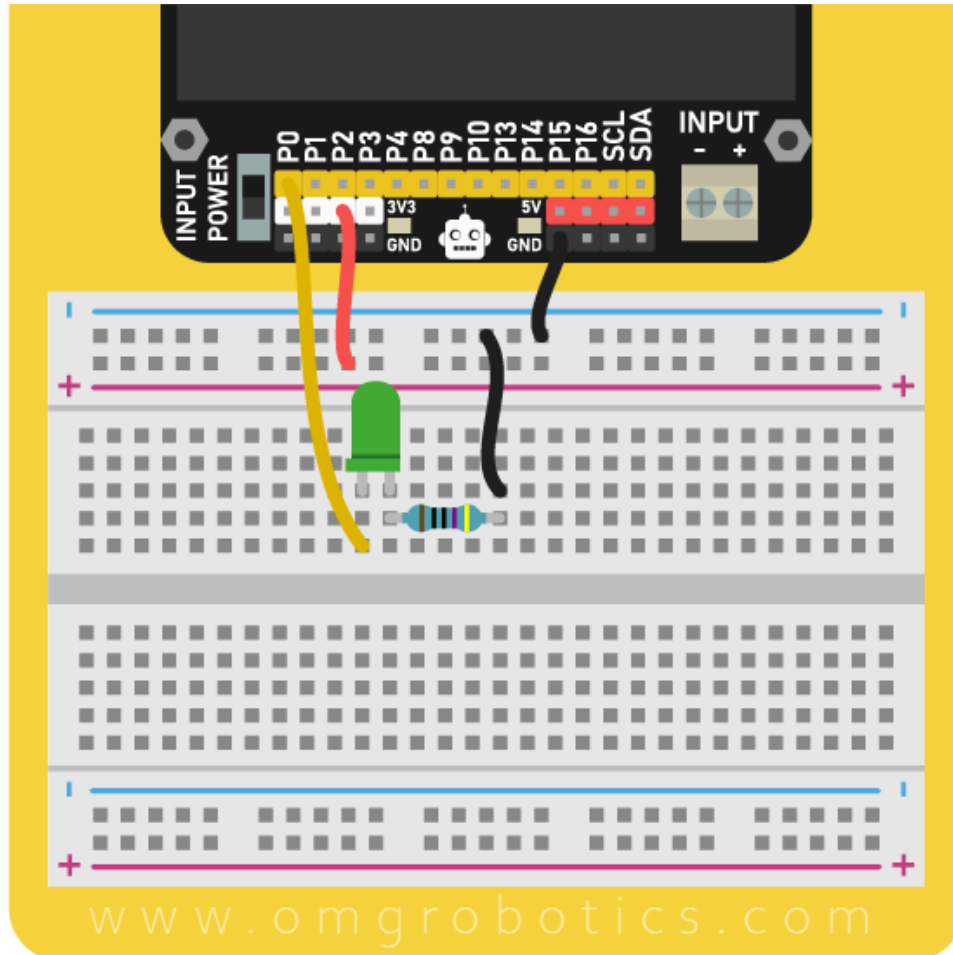 INPUT
POWER
P0 P1 P2 P3 P4 P8 P9 P10 P13 P14 P15 P16 SCL SDA
INPUT
- +
3V3 5V
GND GND
- -
+ +
- -
+ +
www.omgrobotics.com